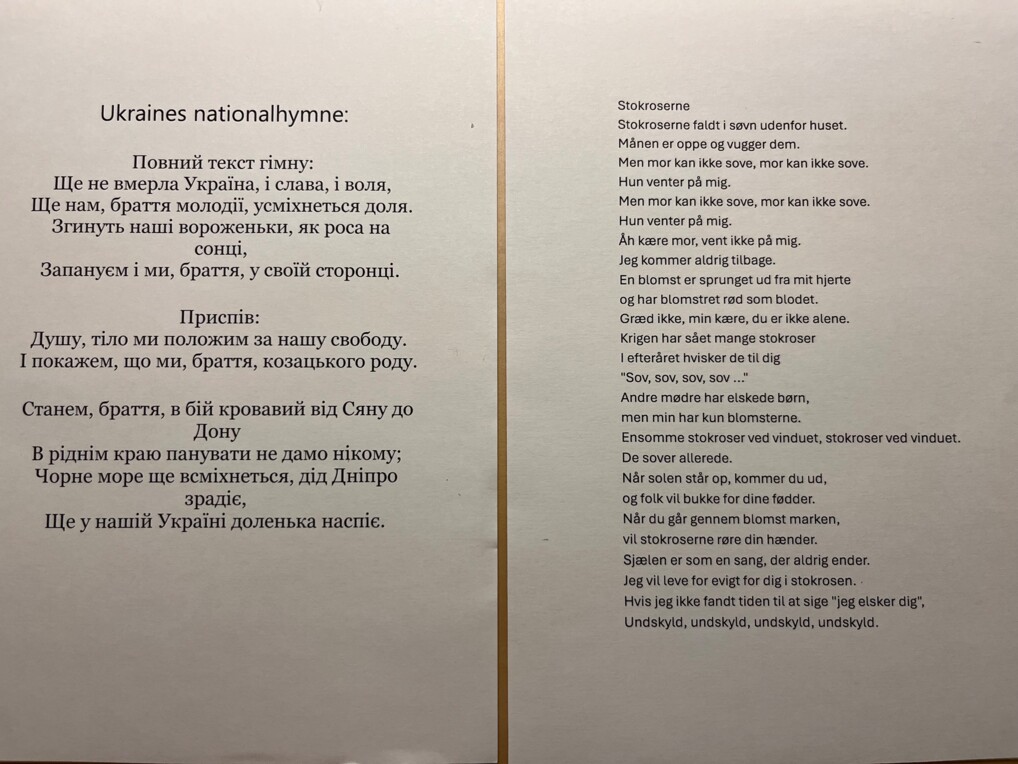 Ukraines nationalhymne:
Повний текст гімну:
Ще не вмерла Україна, і слава, і воля,
Ще нам, браття молодії, усміхнеться доля.
Згинуть наші вороженьки, як роса на
сонці,
Запануєм і ми, браття, у своїй сторонці.
Приспів:
Душу, тіло ми положим за нашу свободу.
І покажем, що ми, браття, козацького роду.
Станем, браття, в бій кровавий від Сяну до
Дону
В ріднім краю панувати не дамо нікому;
Чорне море ще всміхнеться, дід Дніпро
зрадіє,
Ще у нашій Україні доленька наспіє.
Stokroserne
Stokroserne faldt i søvn udenfor huset.
Månen er oppe og vugger dem.
Men mor kan ikke sove, mor kan ikke sove.
Hun venter på mig.
Men mor kan ikke sove, mor kan ikke sove.
Hun venter på mig.
Åh kære mor, vent ikke på mig.
Jeg kommer aldrig tilbage.
En blomst er sprunget ud fra mit hjerte
og har blomstret rød som blodet.
Græd ikke, min kære, du er ikke alene.
Krigen har sået mange stokroser
I efteråret hvisker de til dig
"Sov, sov, sov, sov ..."
Andre mødre har elskede børn,
men min har kun blomsterne.
Ensomme stokroser ved vinduet, stokroser ved vinduet.
De sover allerede.
Når solen står op, kommer du ud,
og folk vil bukke for dine fødder.
Når du går gennem blomst marken,
vil stokroserne røre din hænder.
Sjælen er som en sang, der aldrig ender.
Jeg vil leve for evigt for dig i stokrosen.
Hvis jeg ikke fandt tiden til at sige "jeg elsker dig",
Undskyld, undskyld, undskyld, undskyld.